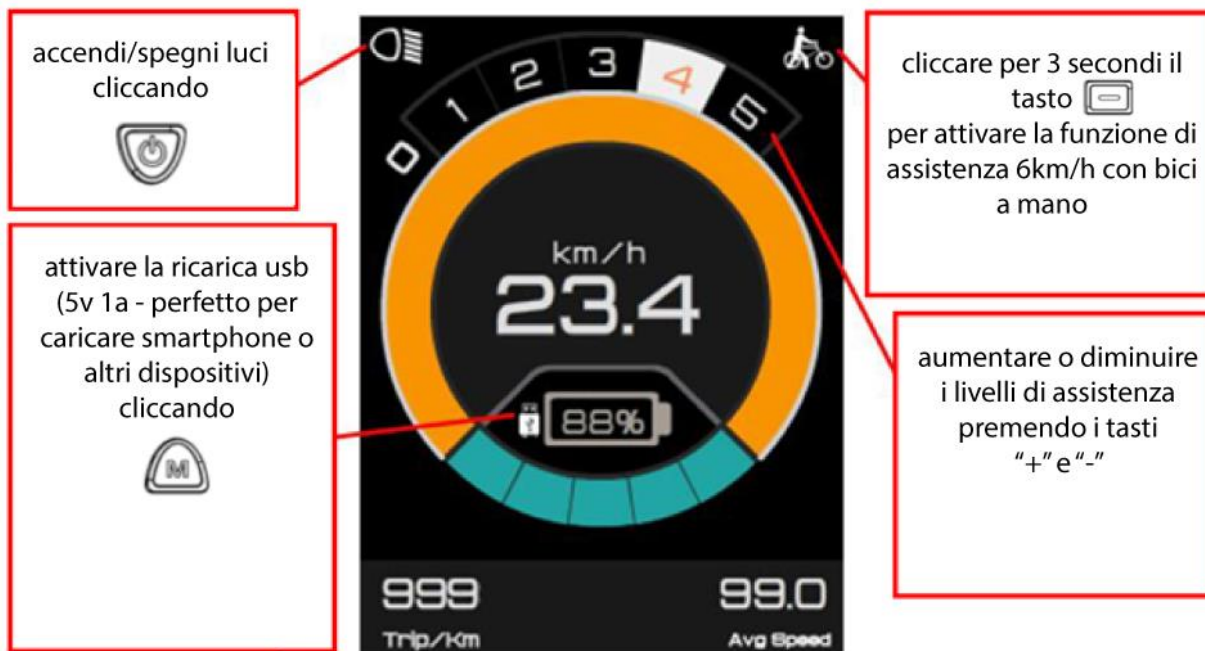 accendi/spegni luci
cliccando
attivare la ricarica usb
(5v 1a - perfetto per
caricare smartphone o
altri dispositivi)
cliccando
M
0
1
2
3
4
5
km/h
23.4
88%
999
Trip/Km
99.0
Avg Speed
cliccare per 3 secondi il
tasto
per attivare la funzione di
assistenza 6km/h con bici
a mano
aumentare o diminuire
i livelli di assistenza
premendo i tasti
“+” e “-”